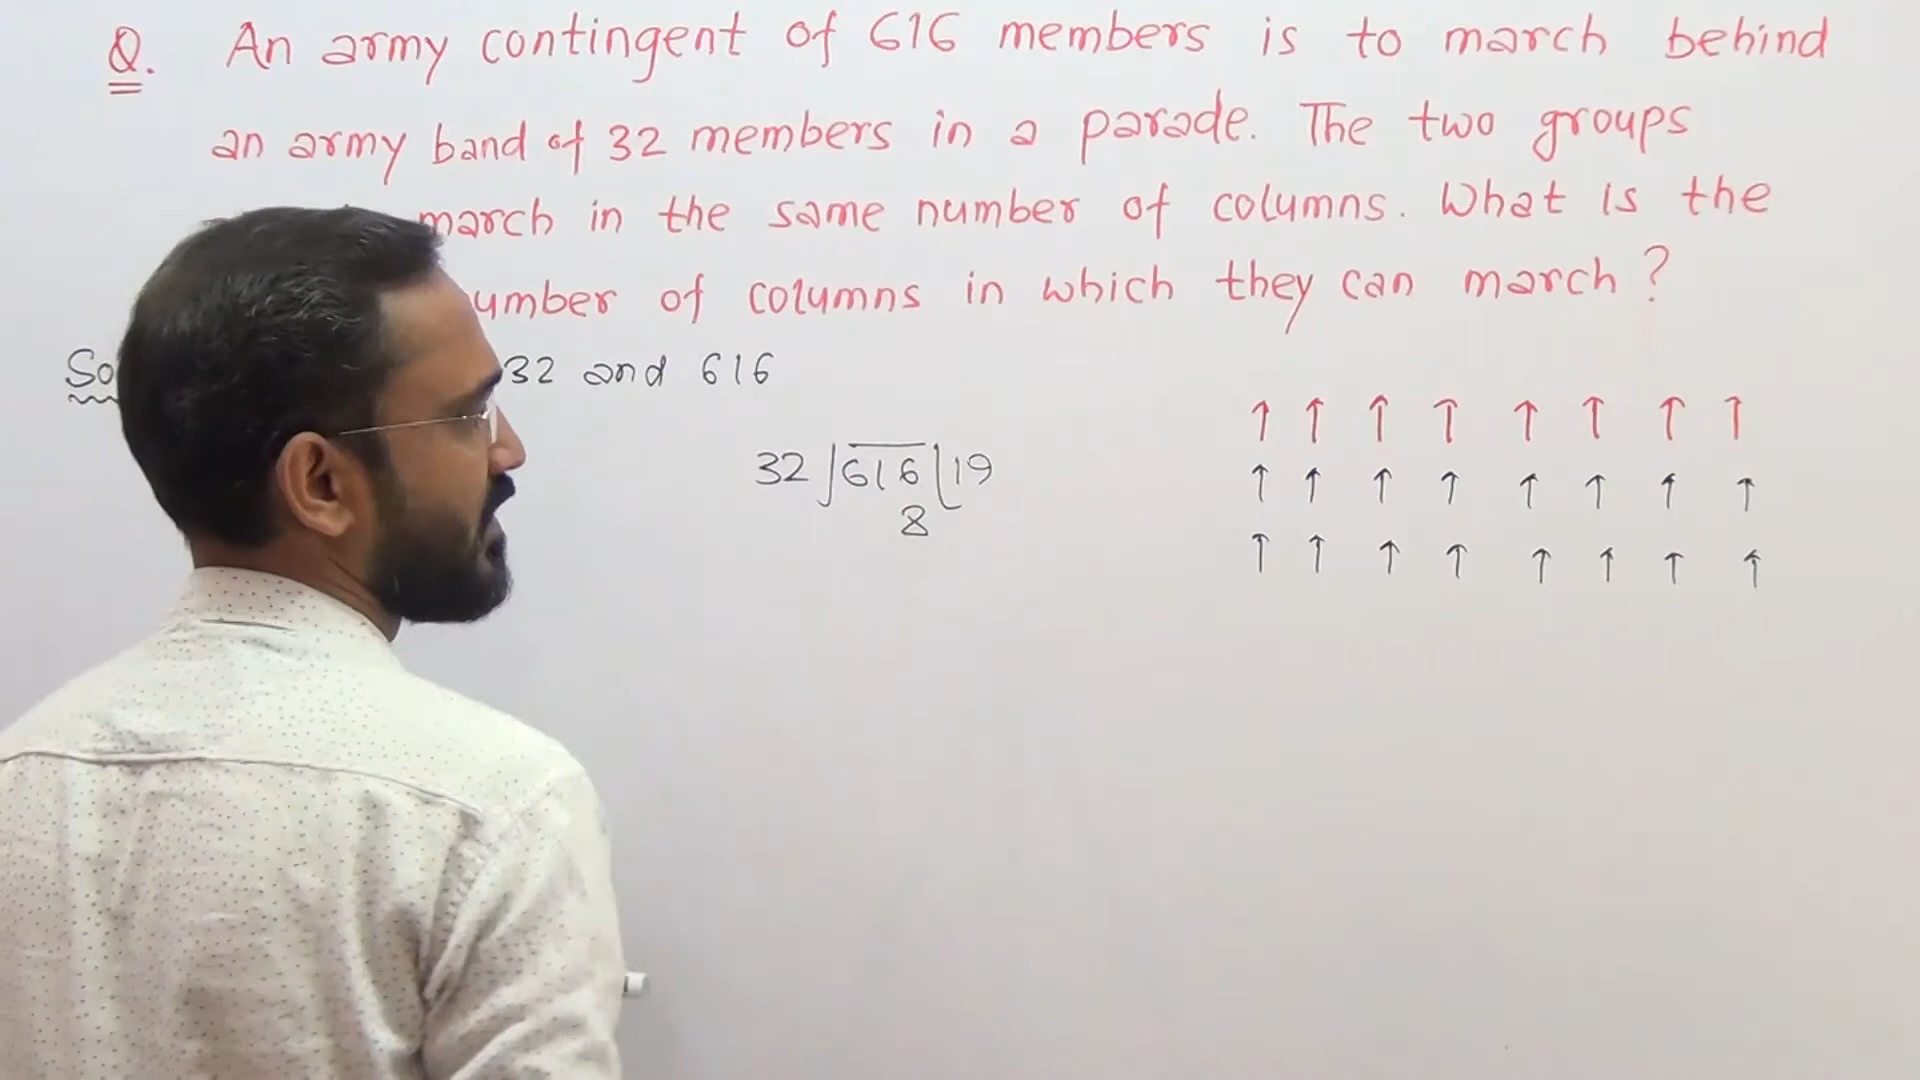 Q. An army contingent of 616 members is to march behind
an army band of 32 members in a parade. The two groups
march in the same number of columns. What is the
number of columns in which they can march?
So 32 and 616
32 616 19
8